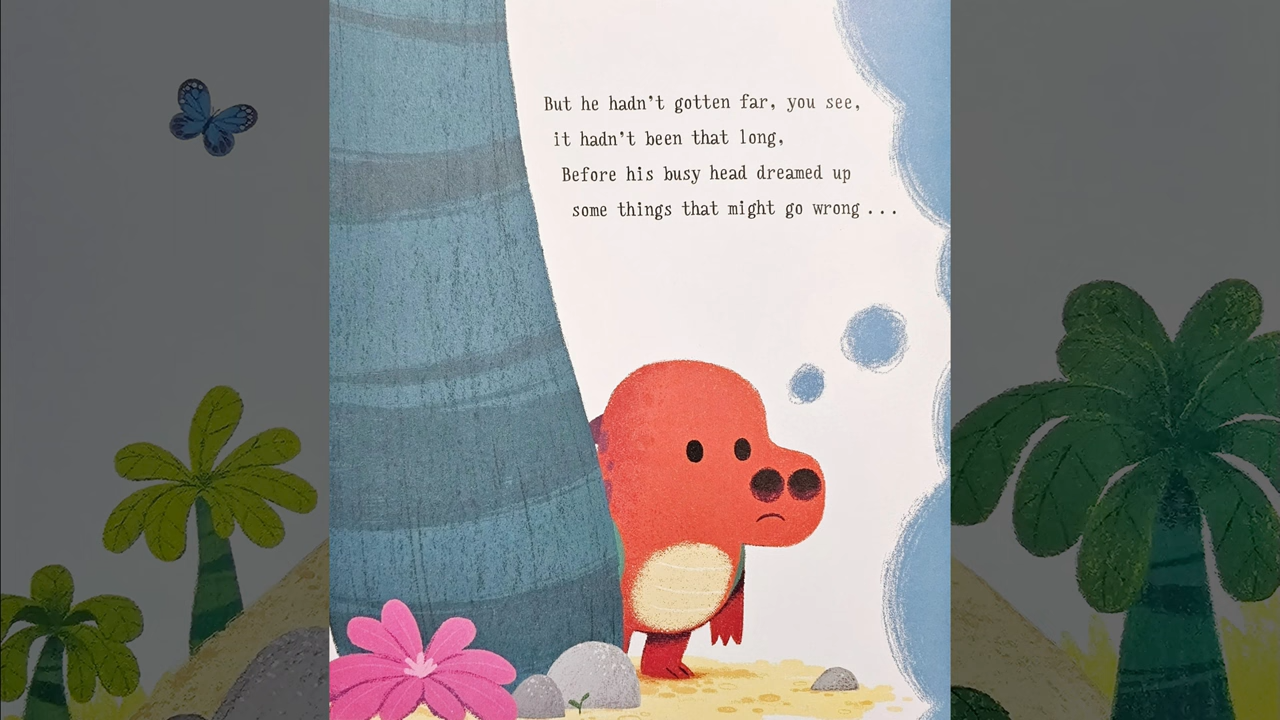 But he hadn't gotten far, you see,
it hadn't been that long,
Before his busy head dreamed up
some things that might go wrong ...